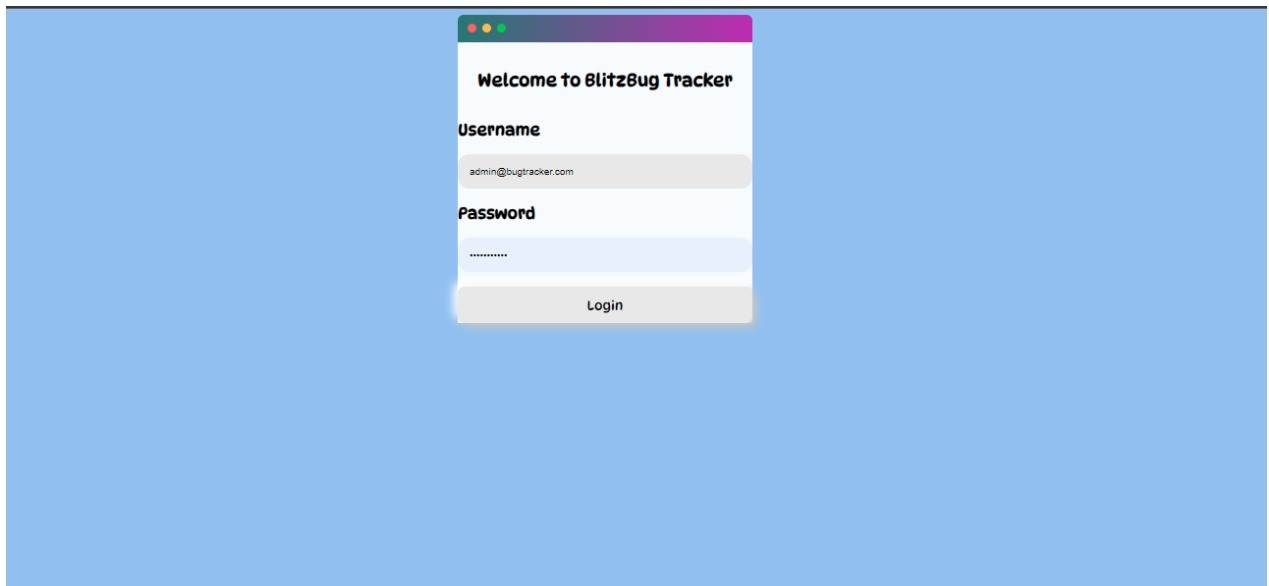 Welcome to BlitzBug Tracker
Username
admin@bugtracker.com
Password
Login